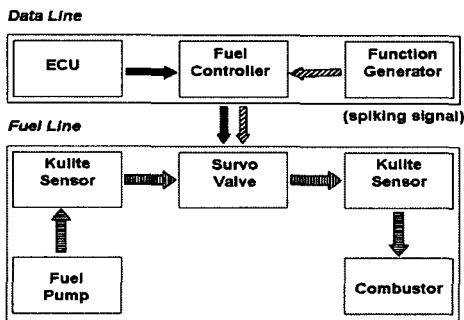 Data Line
ECU
Fuel
Controller
Function
Generator
(spiking signal)
Fuel Line
Kulite
Sensor
Survo
Valve
Kulite
Sensor
Fuel
Pump
Combustor